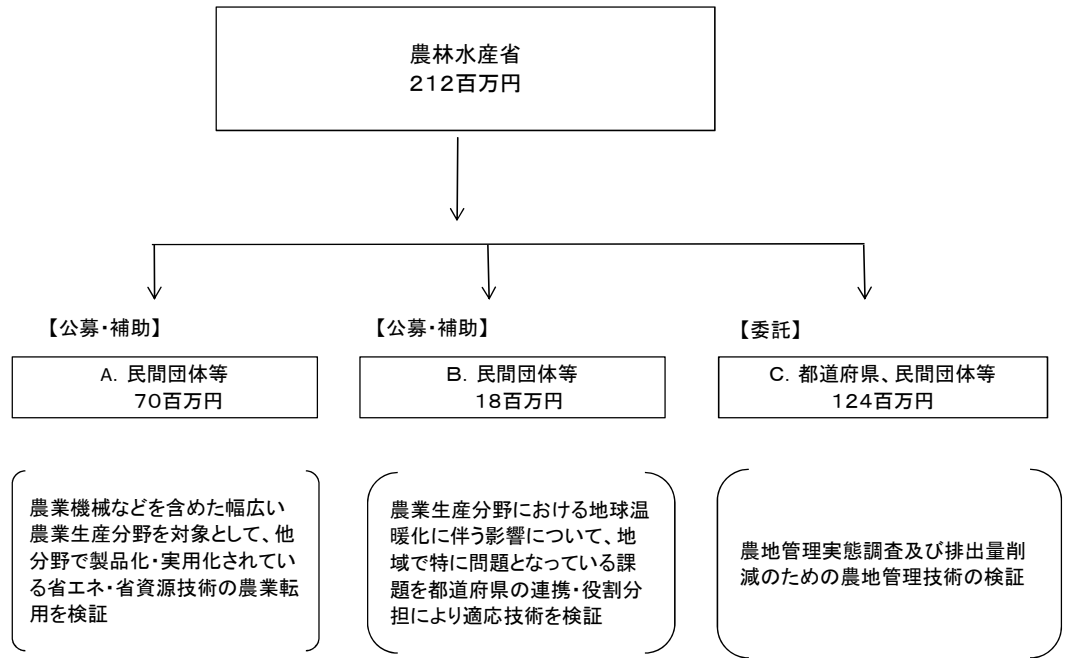 農林水産省
212百万円
【公募・補助】
【公募・補助】
【委託】
A. 民間団体等
70百万円
B. 民間団体等
18百万円
C. 都道府県、民間団体等
124百万円
農業機械などを含めた幅広い
農業生産分野を対象として、他
分野で製品化・実用化されてい
る省エネ・省資源技術の農業転
用を検証
農業生産分野における地球温
暖化に伴う影響について、地
域で特に問題となっている課
題を都道府県の連携・役割分
担により適応技術を検証
農地管理実態調査及び排出量削
減のための農地管理技術の検証